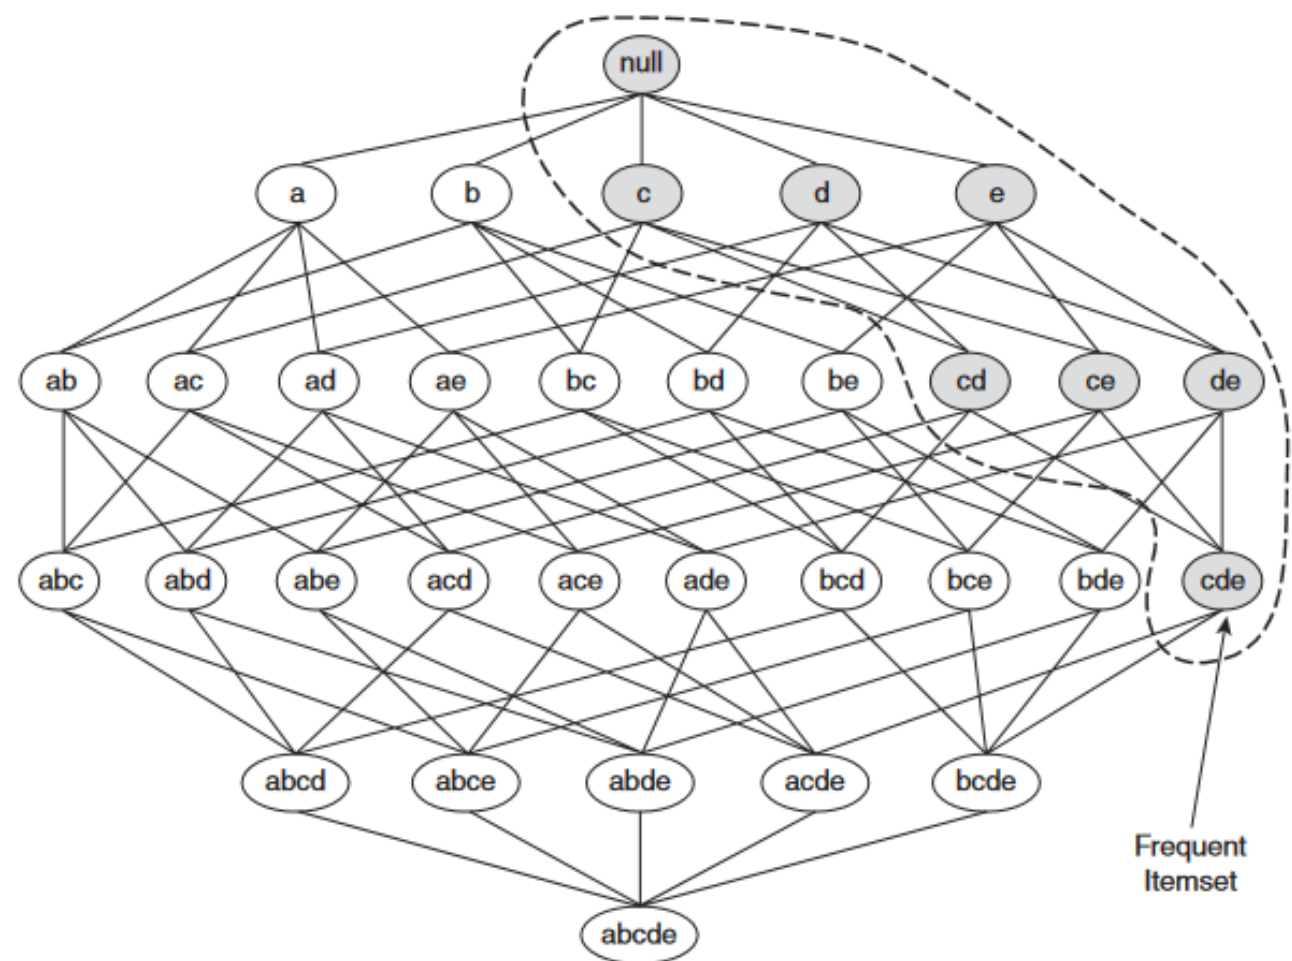 null
a b c d e
ab ac ad ae bc bd be cd ce de
abc abd abe acd ace ade bcd bce bde cde
abcd abce abde acde bcde
Frequent
Itemset
abcde